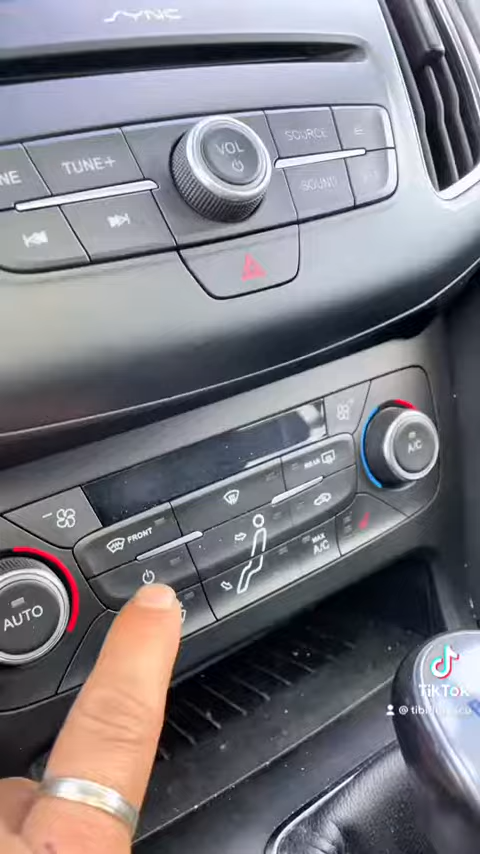 SYNC
VOL
SOURCE
TUNE+
SOUND
FRONT
REAR
A/C
MAX
A/C
AUTO
TikTok